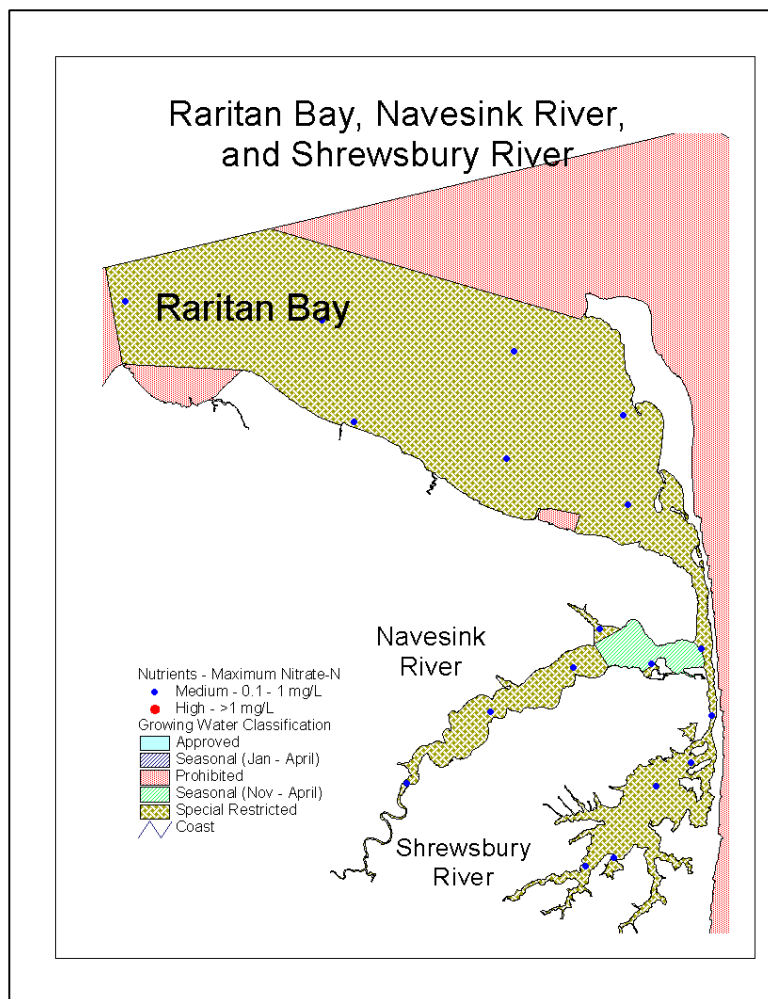 Raritan Bay, Navesink River,
and Shrewsbury River
Raritan Bay
Navesink
River
Nutrients - Maximum Nitrate-N
Medium - 0.1 - 1 mg/L
High - >1 mg/L
Growing Water Classification
Approved
Seasonal (Jan - April)
Prohibited
Seasonal (Nov - April)
Special Restricted
Coast
Shrewsbury
River